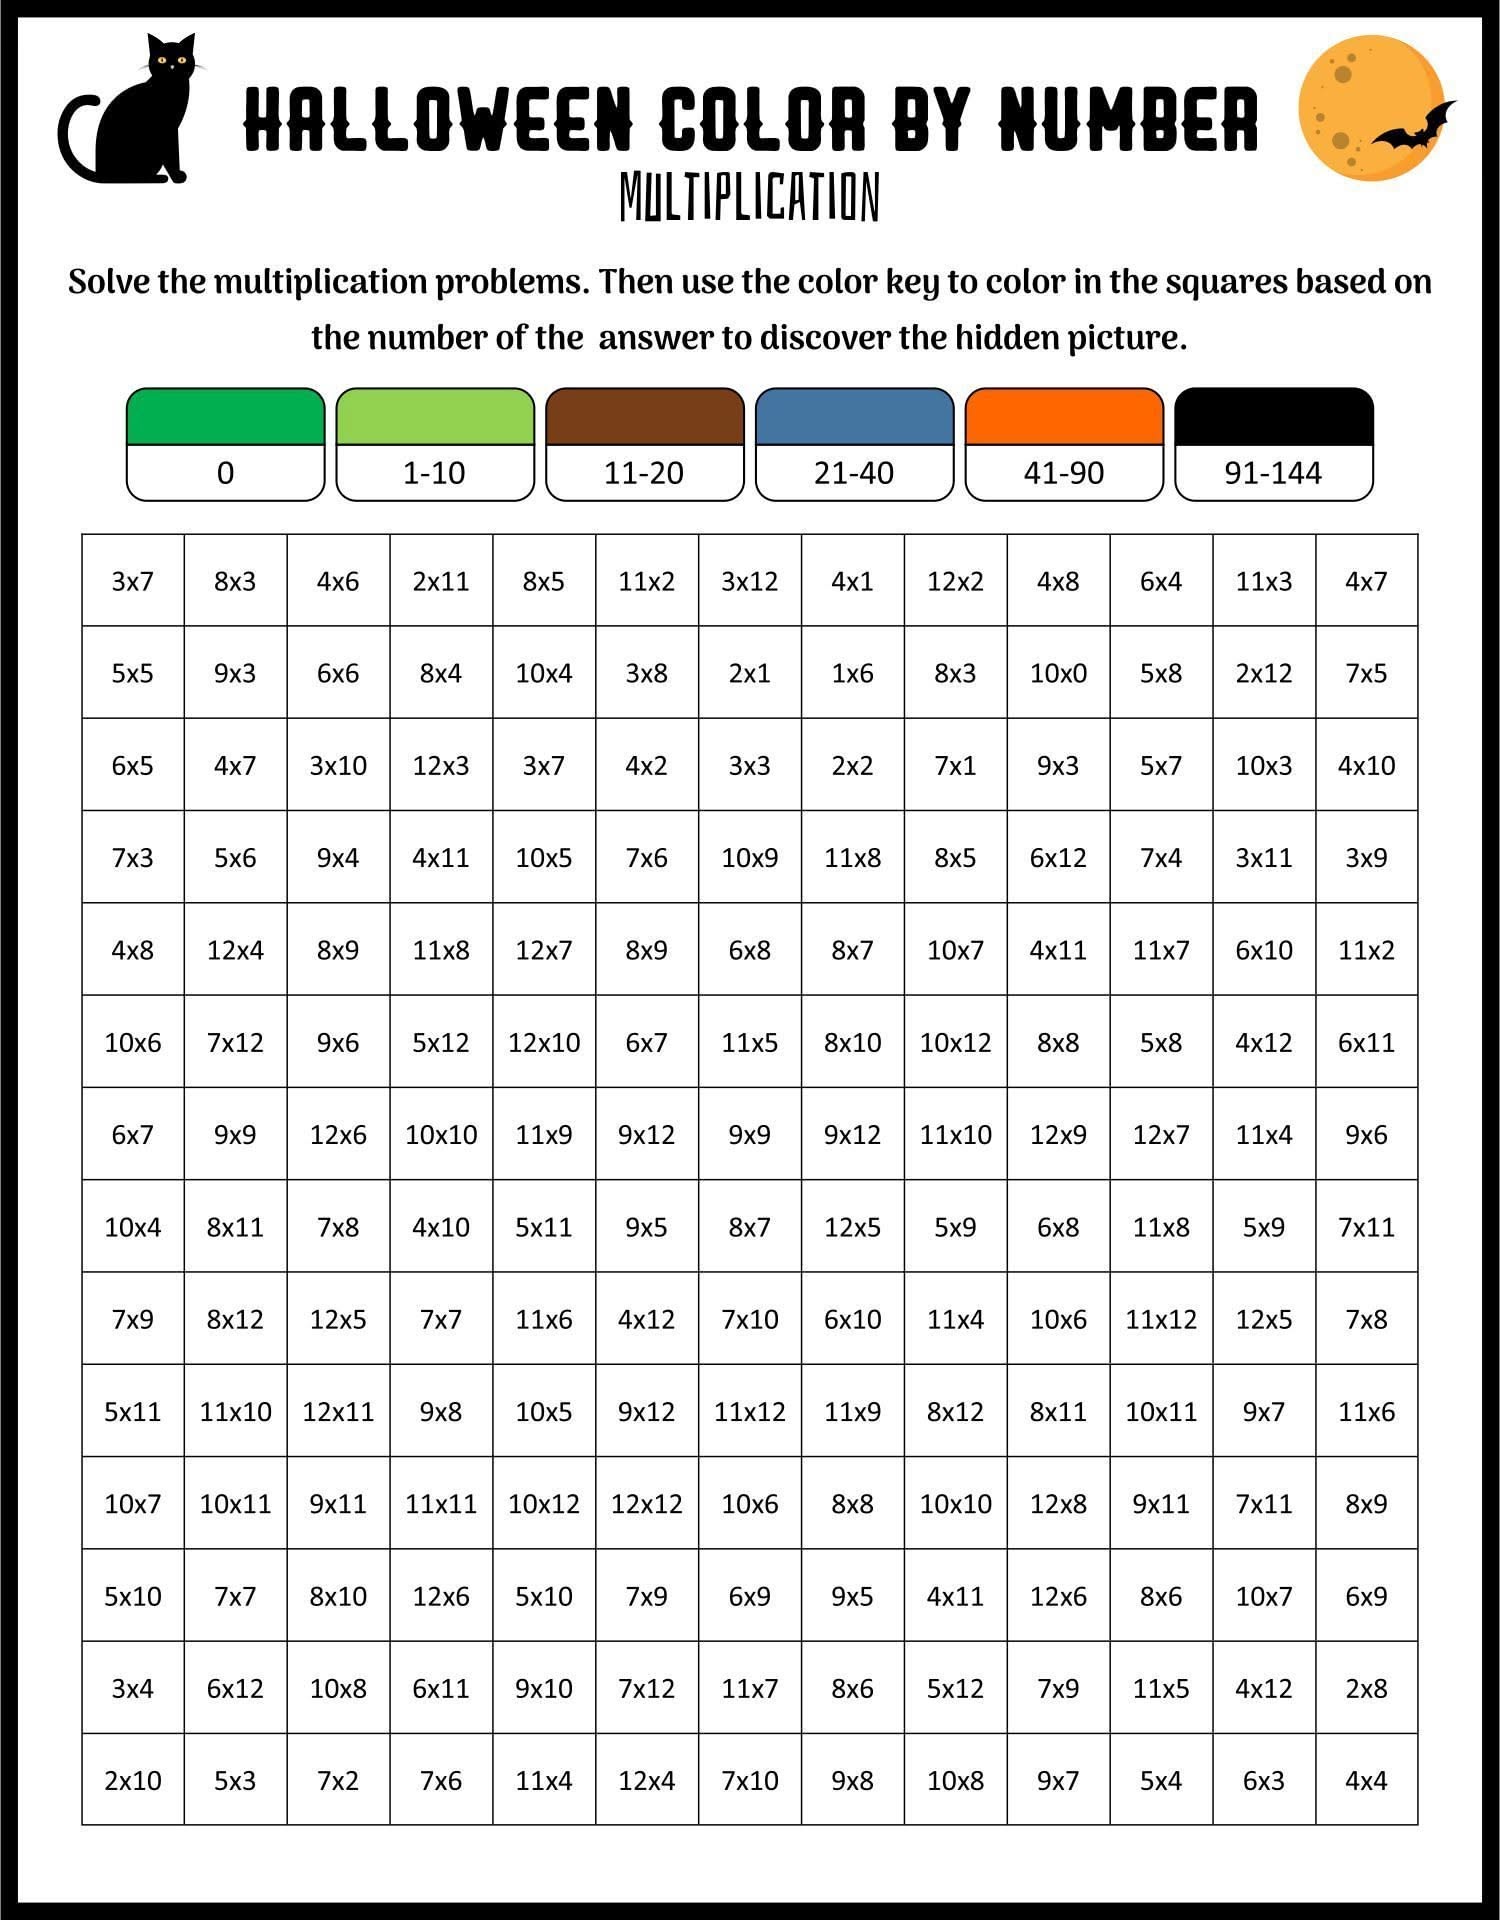 HALLOWEEN COLOR BY NUMBER
MULTIPLICATION
Solve the multiplication problems. Then use the color key to color in the squares based on
the number of the answer to discover the hidden picture.
0 1-10 11-20 21-40 41-90 91-144
3x7 8x3 4x6 2x11 8x5 11x2 3x12 4x1 12x2 4x8 6x4 11x3 4x7
5x5 9x3 6x6 8x4 10x4 3x8 2x1 1x6 8x3 10x0 5x8 2x12 7x5
6x5 4x7 3x10 12x3 3x7 4x2 3x3 2x2 7x1 9x3 5x7 10x3 4x10
7x3 5x6 9x4 4x11 10x5 7x6 10x9 11x8 8x5 6x12 7x4 3x11 3x9
4x8 12x4 8x9 11x8 12x7 8x9 6x8 8x7 10x7 4x11 11x7 6x10 11x2
10x6 7x12 9x6 5x12 12x10 6x7 11x5 8x10 10x12 8x8 5x8 4x12 6x11
6x7 9x9 12x6 10x10 11x9 9x12 9x9 9x12 11x10 12x9 12x7 11x4 9x6
10x4 8x11 7x8 4x10 5x11 9x5 8x7 12x5 5x9 6x8 11x8 5x9 7x11
7x9 8x12 12x5 7x7 11x6 4x12 7x10 6x10 11x4 10x6 11x12 12x5 7x8
5x11 11x10 12x11 9x8 10x5 9x12 11x12 11x9 8x12 8x11 10x11 9x7 11x6
10x7 10x11 9x11 11x11 10x12 12x12 10x6 8x8 10x10 12x8 9x11 7x11 8x9
5x10 7x7 8x10 12x6 5x10 7x9 6x9 9x5 4x11 12x6 8x6 10x7 6x9
3x4 6x12 10x8 6x11 9x10 7x12 11x7 8x6 5x12 7x9 11x5 4x12 2x8
2x10 5x3 7x2 7x6 11x4 12x4 7x10 9x8 10x8 9x7 5x4 6x3 4x4